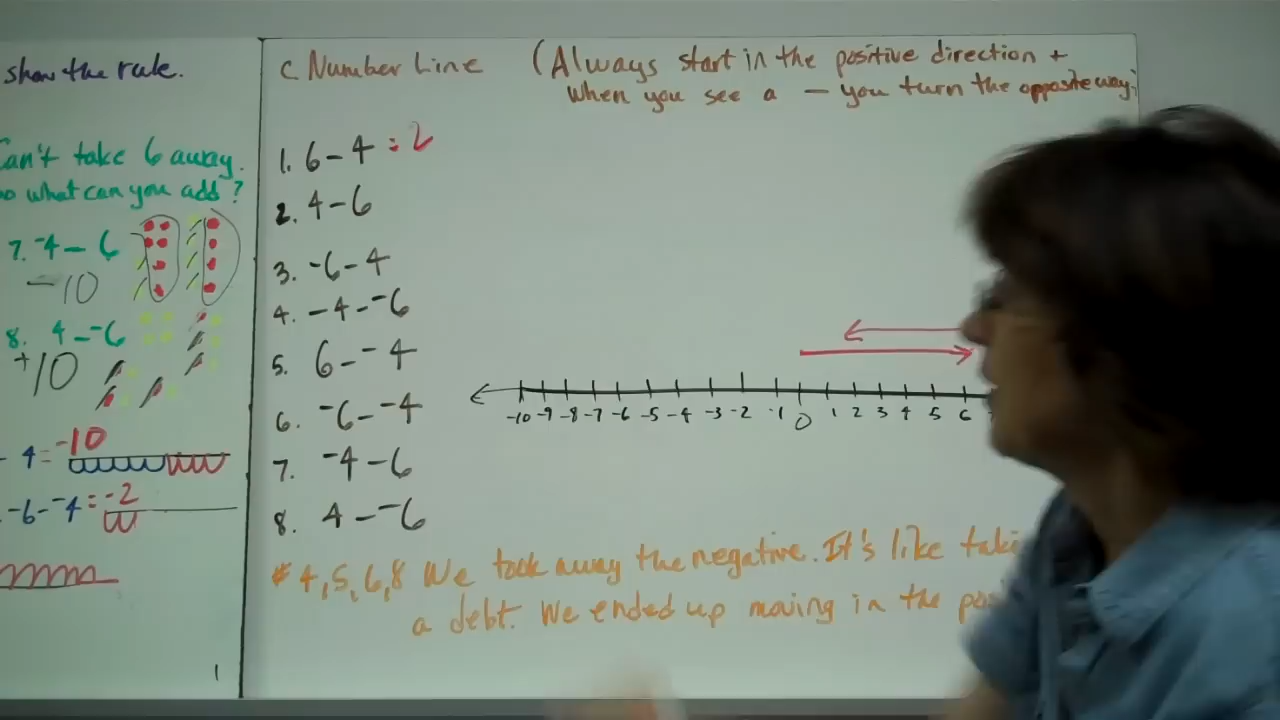 show the rule.
Can't take 6 away.
so what can you add?
7. -4 - 6
-10
8. 4 - -6
+10
- 4 = -10
-6 - -4 = -2
1
C Number Line (Always start in the positive direction +
when you see a - you turn the opposite way.
1. 6 - 4 = 2
2. 4 - 6
3. -6 - 4
4. -4 - -6
5. 6 - -4
6. -6 - -4
7. -4 - 6
8. 4 - -6
-10 -9 -8 -7 -6 -5 -4 -3 -2 -1 0 1 2 3 4 5 6
# 4, 5, 6, 8 We took away the negative. It's like
a debt. We ended up moving in the